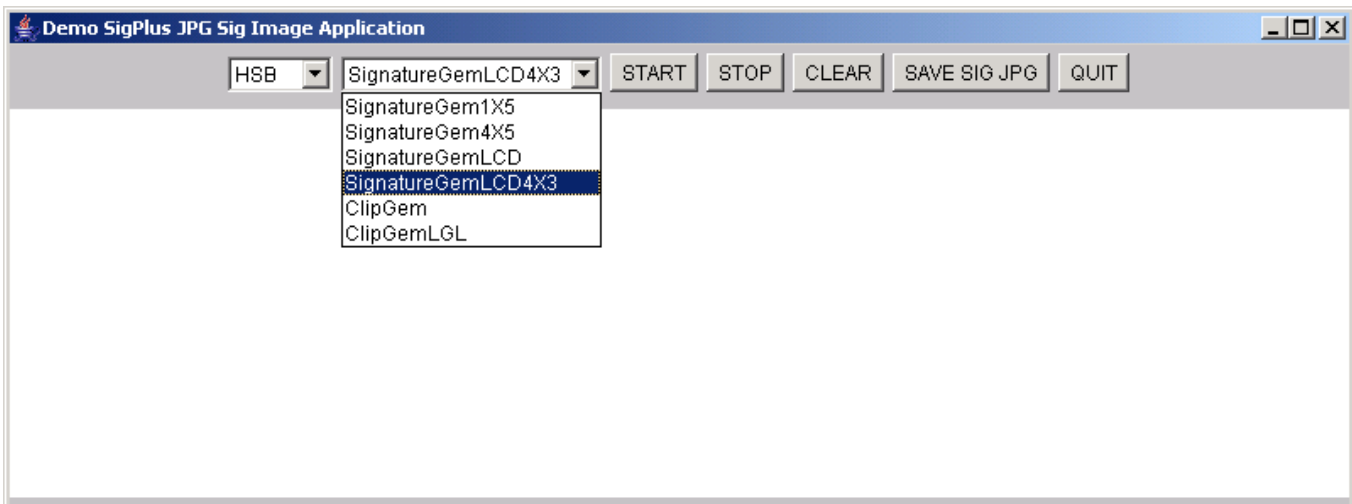 Demo SigPlus JPG Sig Image Application
HSB SignatureGemLCD4X3 START STOP CLEAR SAVE SIG JPG QUIT
SignatureGem1X5
SignatureGem4X5
SignatureGemLCD
SignatureGemLCD4X3
ClipGem
ClipGemLGL